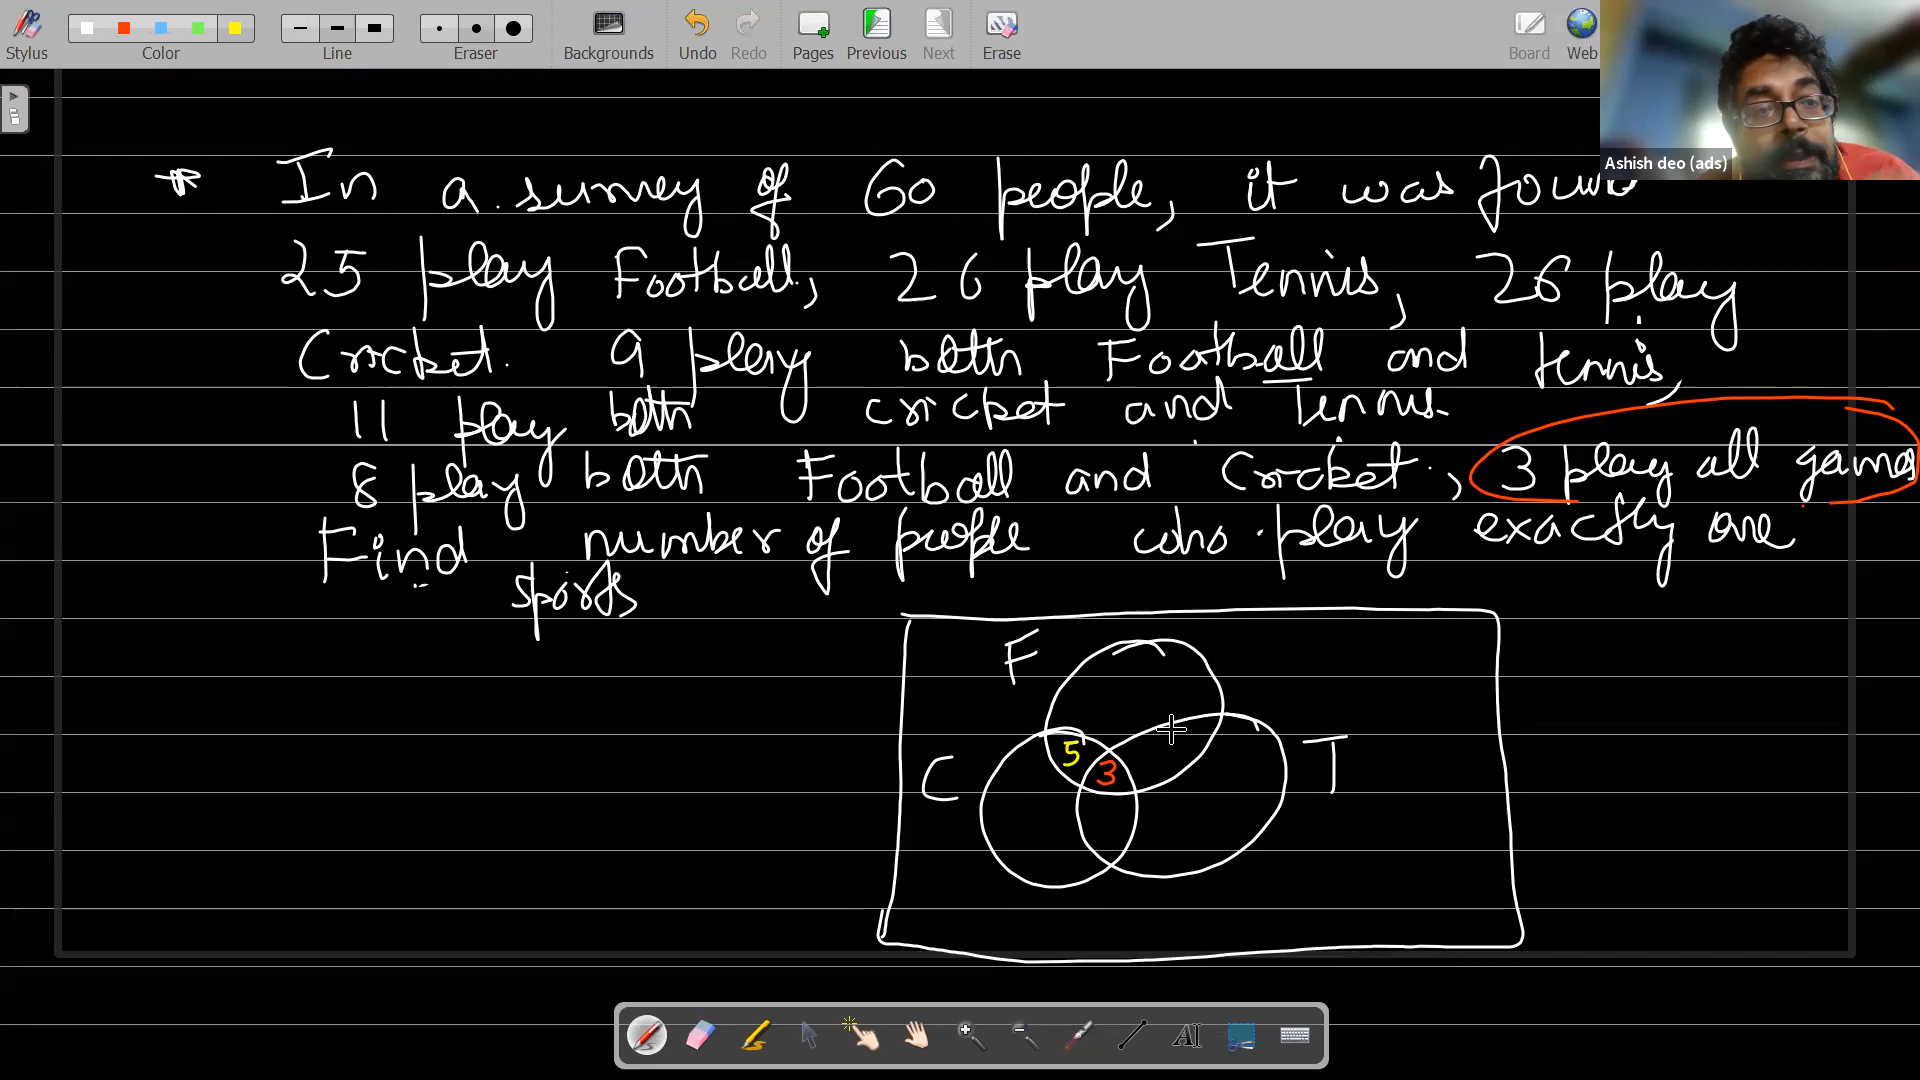 Stylus
Color
Line
Eraser
Backgrounds
Undo
Redo
Pages
Previous
Next
Erase
Board
Web
Ashish deo (ads)
In a survey of 60 people, it was found
25 play Football, 26 play Tennis, 26 play
Cricket. 9 play both Football and tennis,
11 play both cricket and Tennis.
8 play both Football and Cricket, 3 play all games
Find number of people who play exactly one
sports
F
5
3
C
T
AI